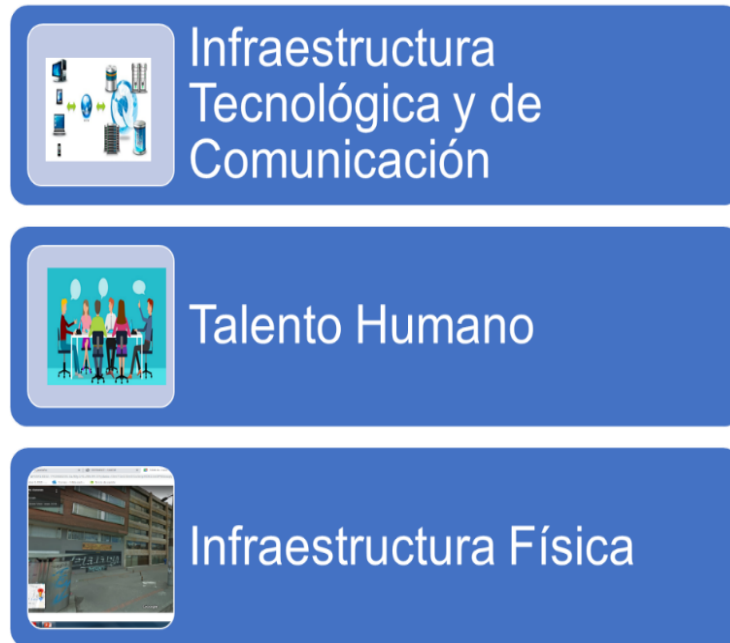 Infraestructura
Tecnológica y de
Comunicación
Talento Humano
Infraestructura Física